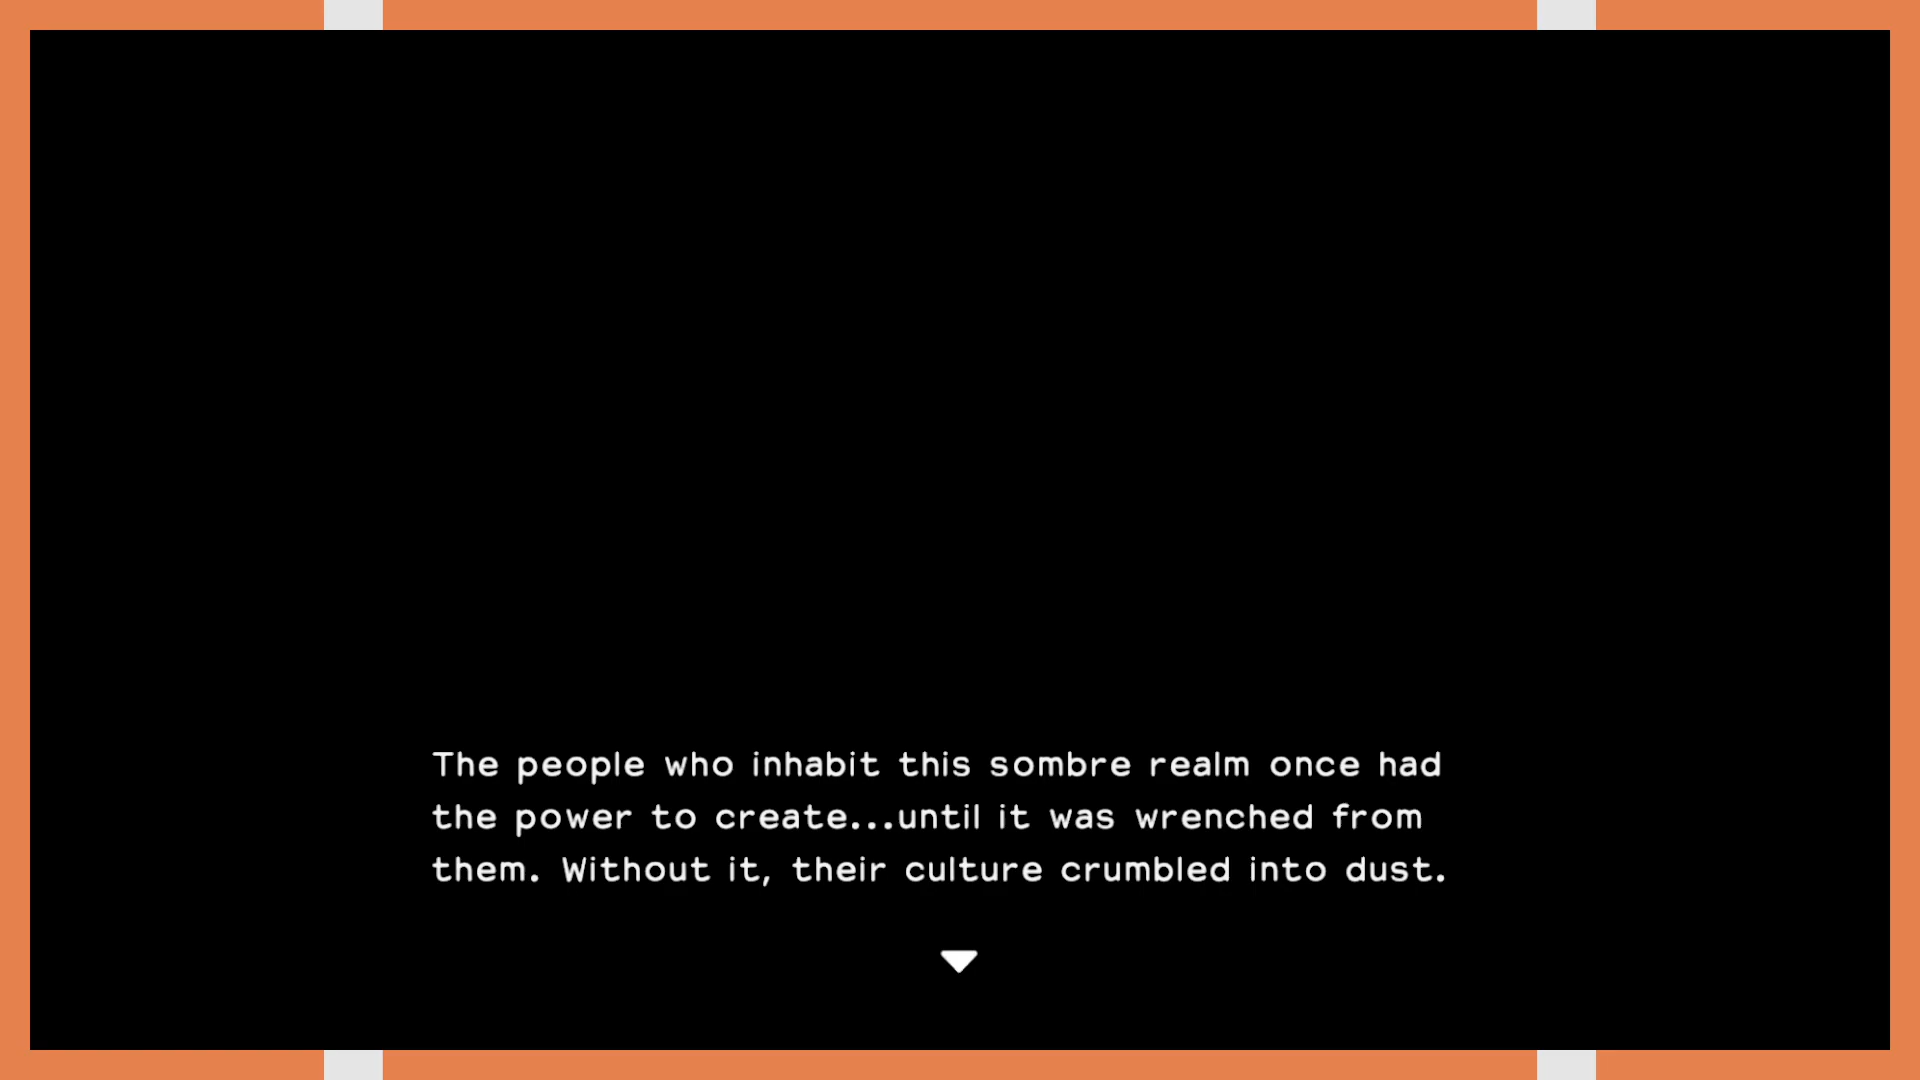 The people who inhabit this sombre realm once had
the power to create...until it was wrenched from
them. Without it, their culture crumbled into dust.